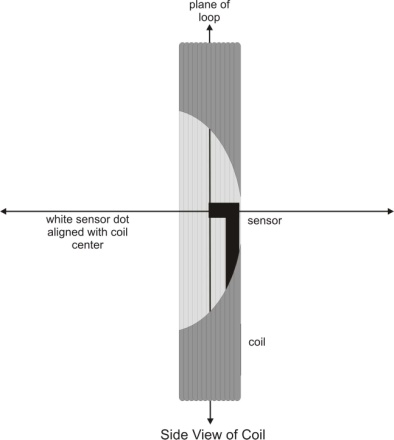 plane of
loop
white sensor dot
aligned with coil
center
sensor
coil
Side View of Coil